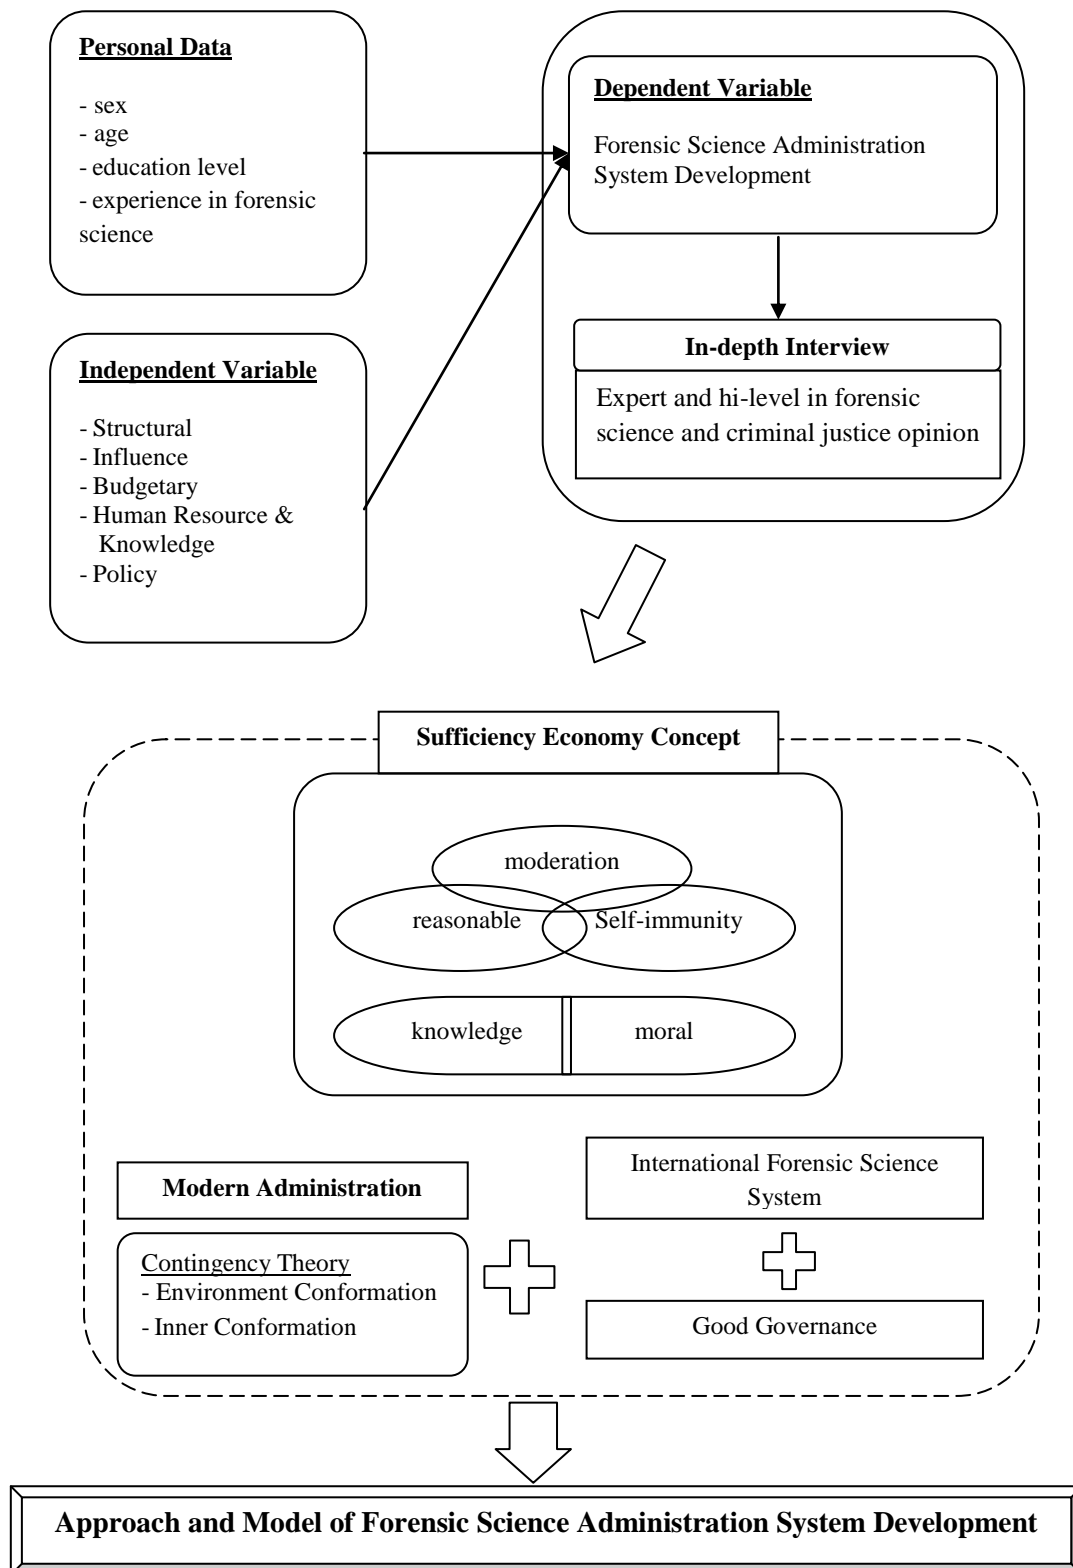 Personal Data
- sex
- age
- education level
- experience in forensic
science
Dependent Variable
Forensic Science Administration
System Development
In-depth Interview
Expert and hi-level in forensic
science and criminal justice opinion
Independent Variable
- Structural
- Influence
- Budgetary
- Human Resource &
Knowledge
- Policy
Sufficiency Economy Concept
moderation
reasonable
Self-immunity
knowledge
moral
Modern Administration
Contingency Theory
- Environment Conformation
- Inner Conformation
International Forensic Science
System
Good Governance
Approach and Model of Forensic Science Administration System Development